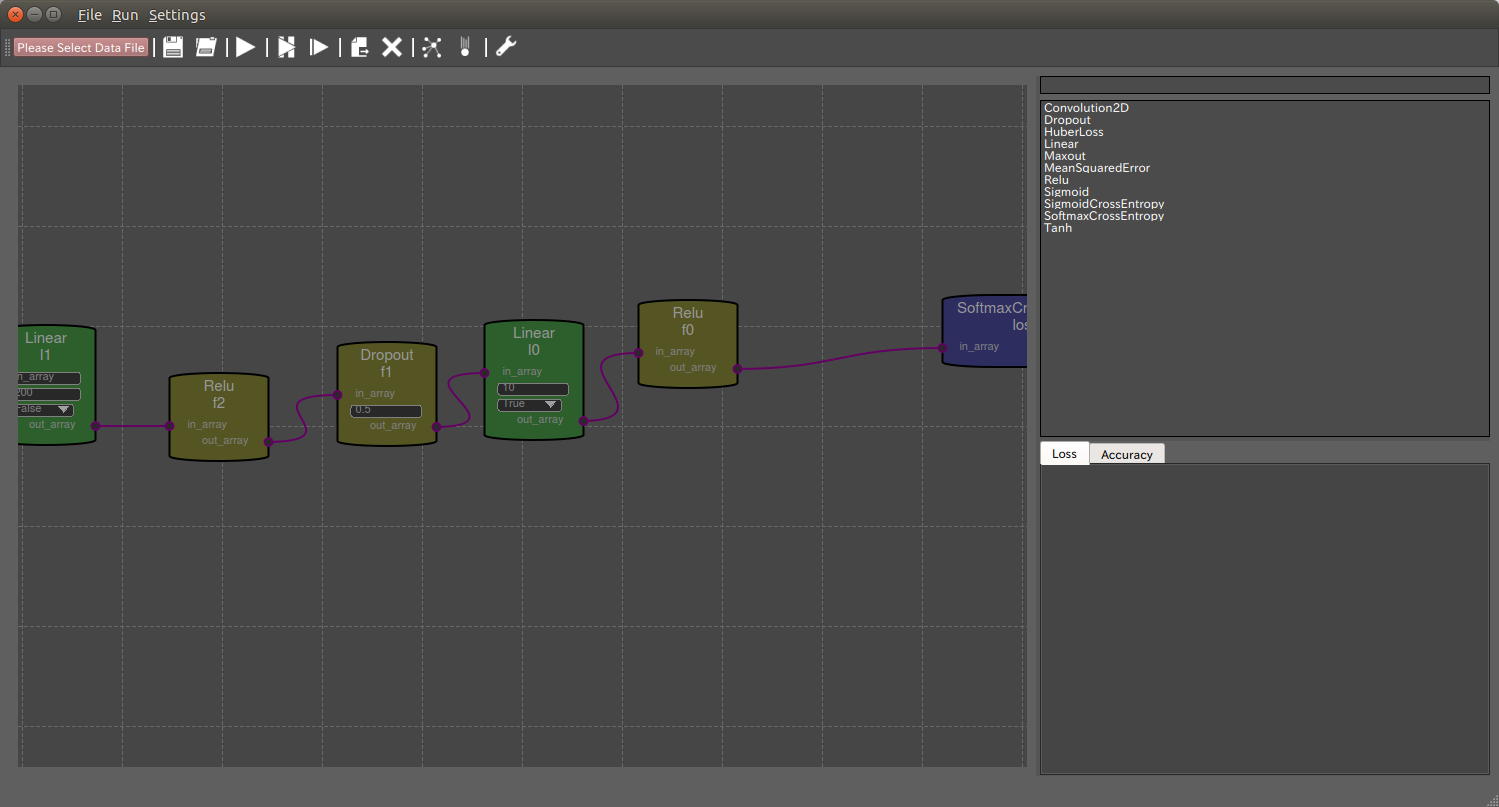 File Run Settings
Please Select Data File
Linear
l1
in_array
200
False
out_array
Relu
f2
in_array
out_array
Dropout
f1
in_array
0.5
out_array
Linear
l0
in_array
10
True
out_array
Relu
f0
in_array
out_array
SoftmaxCr
los
in_array
Convolution2D
Dropout
HuberLoss
Linear
Maxout
MeanSquaredError
Relu
Sigmoid
SigmoidCrossEntropy
SoftmaxCrossEntropy
Tanh
Loss Accuracy